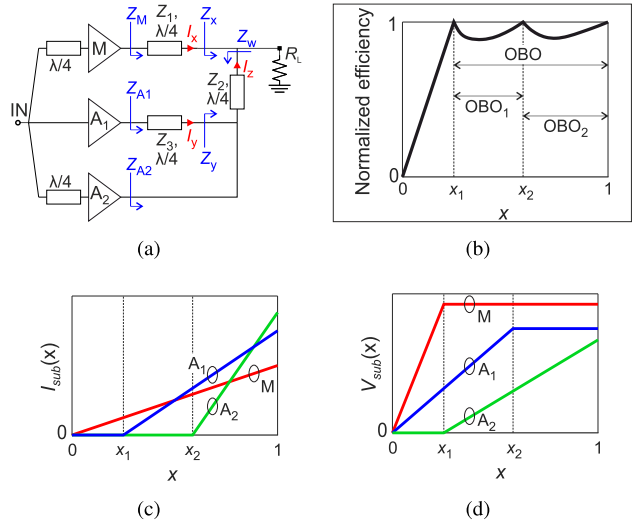 Z_M Z_1, λ/4 I_x Z_x Z_w
λ/4 M R_L
I_z
Z_2, λ/4
Z_A1
IN A_1
I_y
Z_3, λ/4 Z_y
Z_A2
λ/4 A_2
(a)
Normalized efficiency
1
OBO
OBO_1
OBO_2
0
0 x_1 x_2 1
x
(b)
I_sub(x)
A_1
M
A_2
0
0 x_1 x_2 1
x
(c)
V_sub(x)
M
A_1
A_2
0
0 x_1 x_2 1
x
(d)